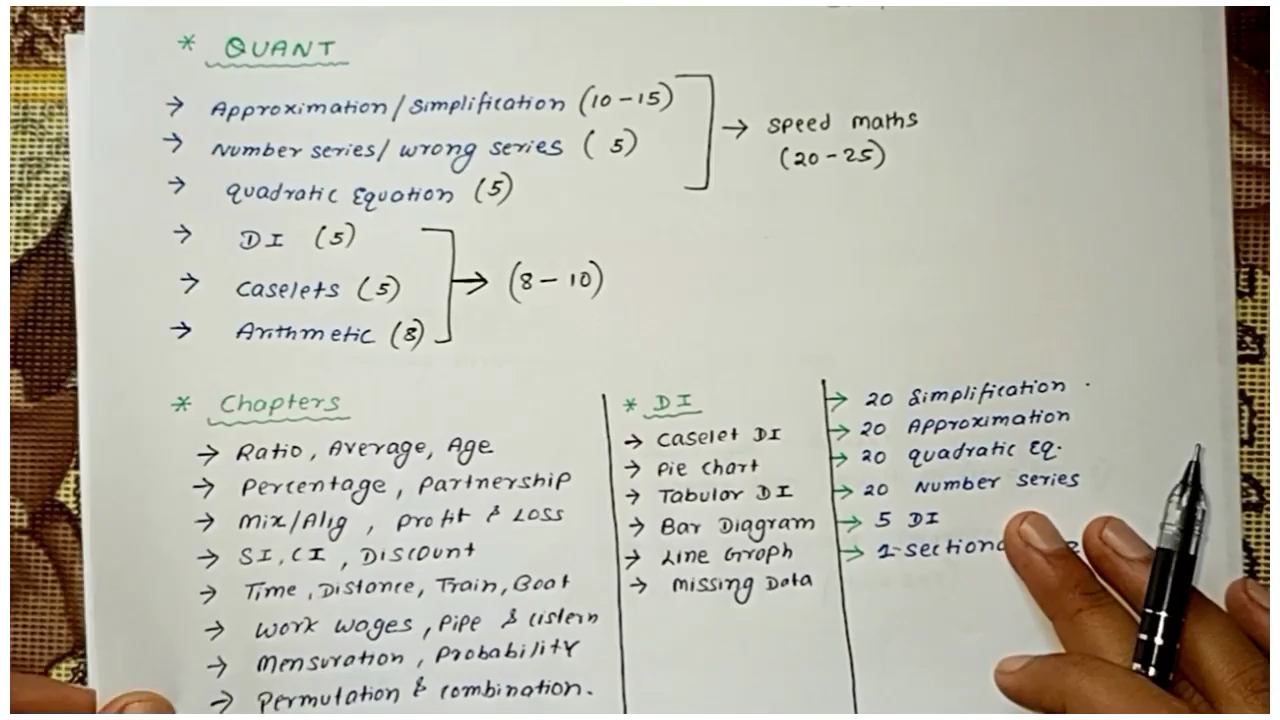 * QUANT
→ Approximation/Simplification (10-15)
→ Number series/wrong series (5)
→ quadratic Equation (5)
→ speed maths
(20-25)
→ DI (5)
→ Caselets (5)
→ Arithmetic (8)
→ (8-10)
* Chapters
→ Ratio, Average, Age
→ Percentage, Partnership
→ Mix/Alig, profit & Loss
→ SI, CI, Discount
→ Time, Distance, Train, Boat
→ work wages, Pipe & cistern
→ Mensuration, Probability
→ Permutation & combination.
* DI
→ Caselet DI
→ Pie chart
→ Tabular DI
→ Bar Diagram
→ Line Graph
→ Missing Data
→ 20 Simplification
→ 20 Approximation
→ 20 quadratic Eq.
→ 20 Number series
→ 5 DI